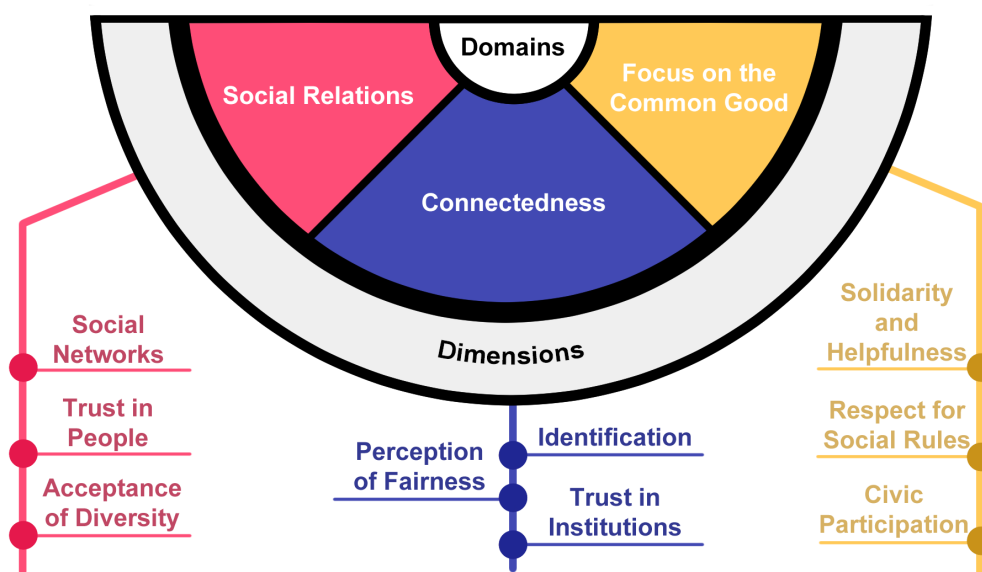 Domains
Social Relations
Focus on the
Common Good
Connectedness
Dimensions
Social
Networks
Trust in
People
Acceptance
of Diversity
Identification
Perception
of Fairness
Trust in
Institutions
Solidarity
and
Helpfulness
Respect for
Social Rules
Civic
Participation